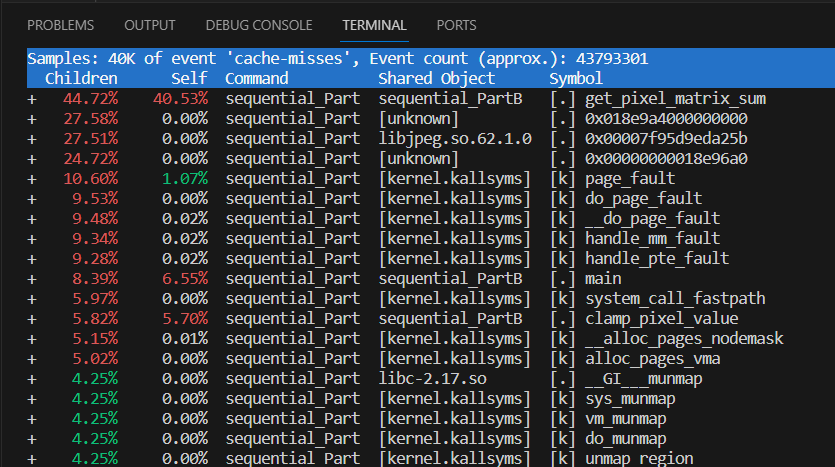 PROBLEMS OUTPUT DEBUG CONSOLE TERMINAL PORTS
Samples: 40K of event 'cache-misses', Event count (approx.): 43793301
Children Self Command Shared Object Symbol
+ 44.72% 40.53% sequential_Part sequential_PartB [.] get_pixel_matrix_sum
+ 27.58% 0.00% sequential_Part [unknown] [.] 0x018e9a4000000000
+ 27.51% 0.00% sequential_Part libjpeg.so.62.1.0 [.] 0x00007f95d9eda25b
+ 24.72% 0.00% sequential_Part [unknown] [.] 0x00000000018e96a0
+ 10.60% 1.07% sequential_Part [kernel.kallsyms] [k] page_fault
+ 9.53% 0.00% sequential_Part [kernel.kallsyms] [k] do_page_fault
+ 9.48% 0.02% sequential_Part [kernel.kallsyms] [k] __do_page_fault
+ 9.34% 0.02% sequential_Part [kernel.kallsyms] [k] handle_mm_fault
+ 9.28% 0.02% sequential_Part [kernel.kallsyms] [k] handle_pte_fault
+ 8.39% 6.55% sequential_Part sequential_PartB [.] main
+ 5.97% 0.00% sequential_Part [kernel.kallsyms] [k] system_call_fastpath
+ 5.82% 5.70% sequential_Part sequential_PartB [.] clamp_pixel_value
+ 5.15% 0.01% sequential_Part [kernel.kallsyms] [k] __alloc_pages_nodemask
+ 5.02% 0.00% sequential_Part [kernel.kallsyms] [k] alloc_pages_vma
+ 4.25% 0.00% sequential_Part libc-2.17.so [.] __GI___munmap
+ 4.25% 0.00% sequential_Part [kernel.kallsyms] [k] sys_munmap
+ 4.25% 0.00% sequential_Part [kernel.kallsyms] [k] vm_munmap
+ 4.25% 0.00% sequential_Part [kernel.kallsyms] [k] do_munmap
+ 4.25% 0.00% sequential_Part [kernel.kallsyms] [k] unmap_region